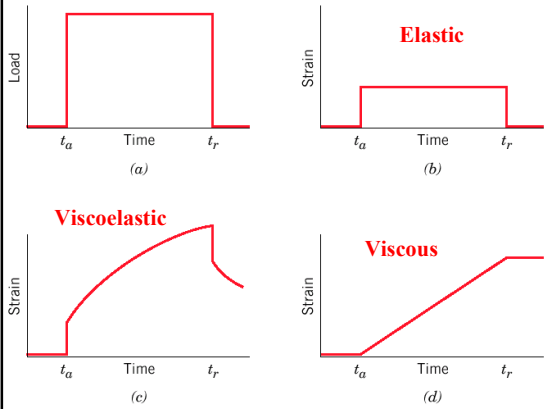 Load
t_a
Time
t_r
(a)
Elastic
Strain
t_a
Time
t_r
(b)
Viscoelastic
Strain
t_a
Time
t_r
(c)
Viscous
Strain
t_a
Time
t_r
(d)